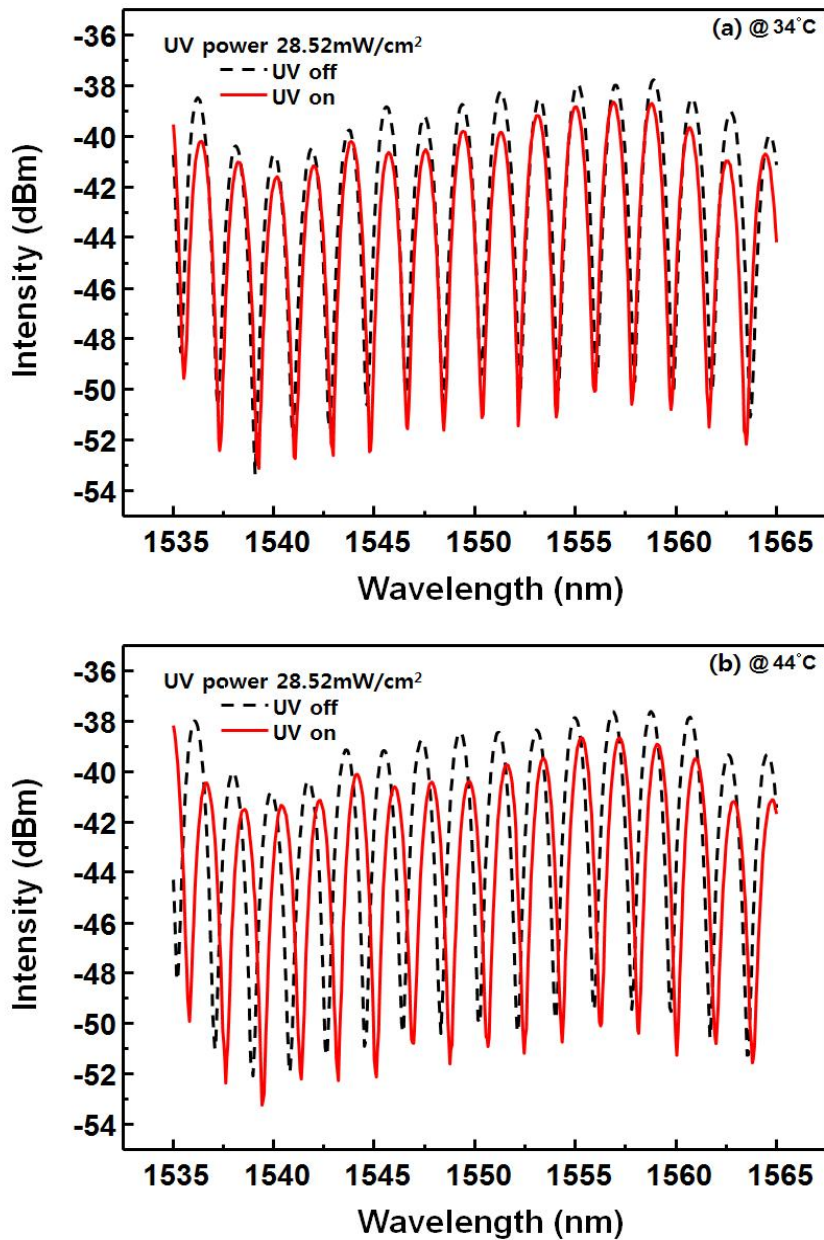 (a) @ 34°C
UV power 28.52mW/cm²
UV off
UV on
-36
-38
-40
-42
-44
-46
-48
-50
-52
-54
Intensity (dBm)
1535 1540 1545 1550 1555 1560 1565
Wavelength (nm)
(b) @ 44°C
UV power 28.52mW/cm²
UV off
UV on
-36
-38
-40
-42
-44
-46
-48
-50
-52
-54
Intensity (dBm)
1535 1540 1545 1550 1555 1560 1565
Wavelength (nm)